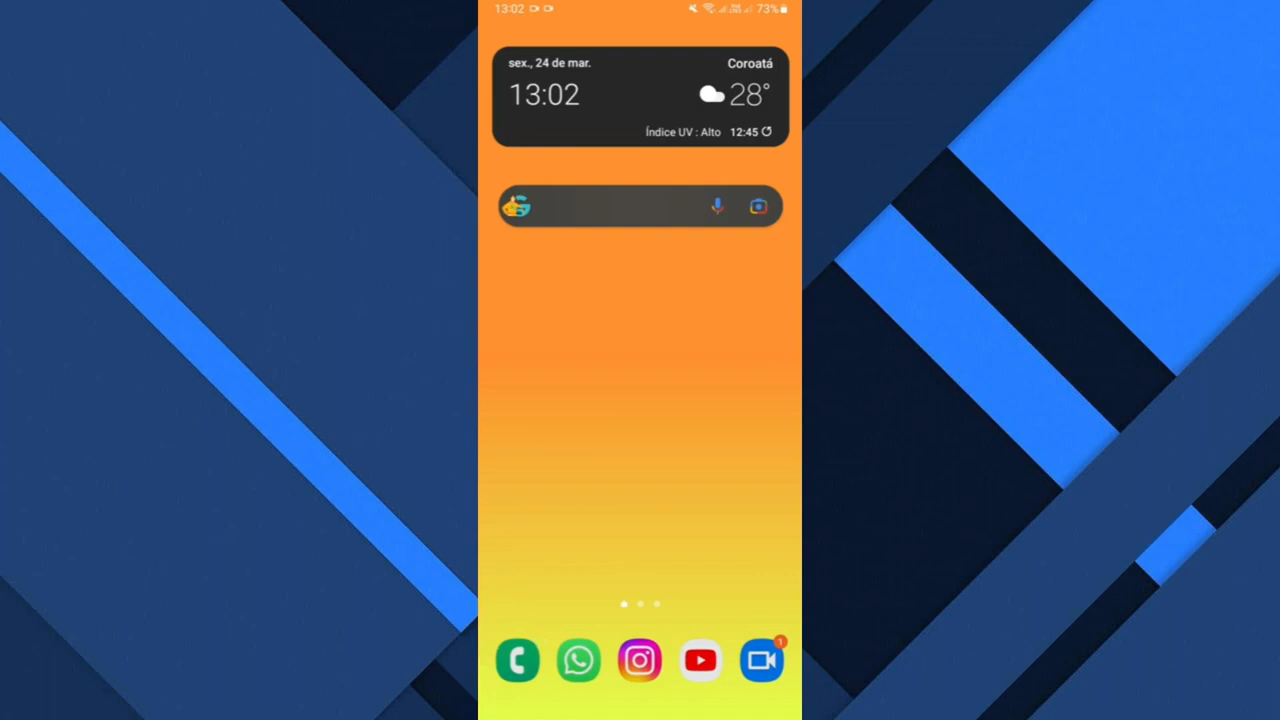 13:02
73%
sex., 24 de mar.
Coroatá
13:02
28°
Índice UV : Alto 12:45
1